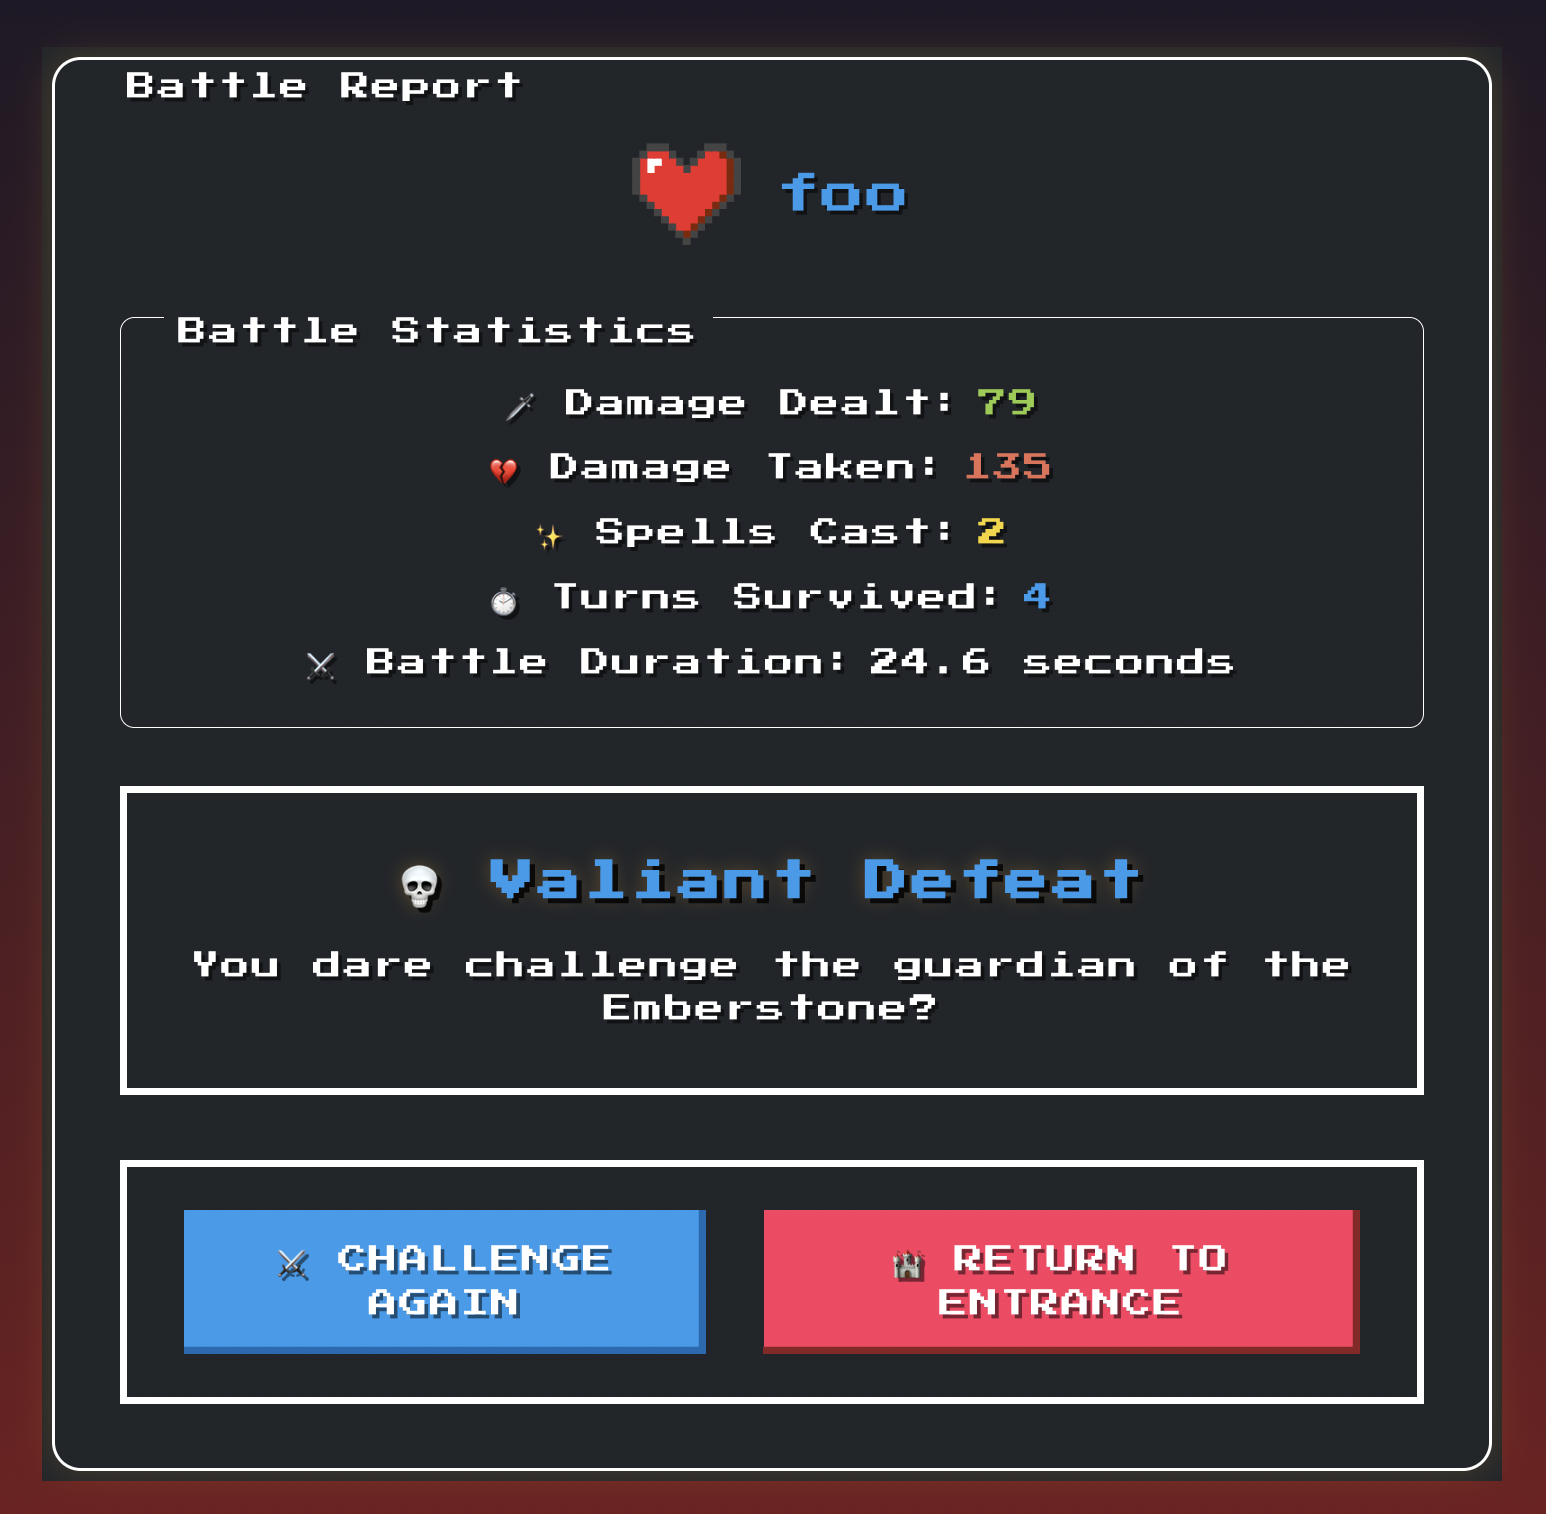 Battle Report
foo
Battle Statistics
Damage Dealt: 79
Damage Taken: 135
Spells Cast: 2
Turns Survived: 4
Battle Duration: 24.6 seconds
Valiant Defeat
You dare challenge the guardian of the
Emberstone?
CHALLENGE
AGAIN
RETURN TO
ENTRANCE